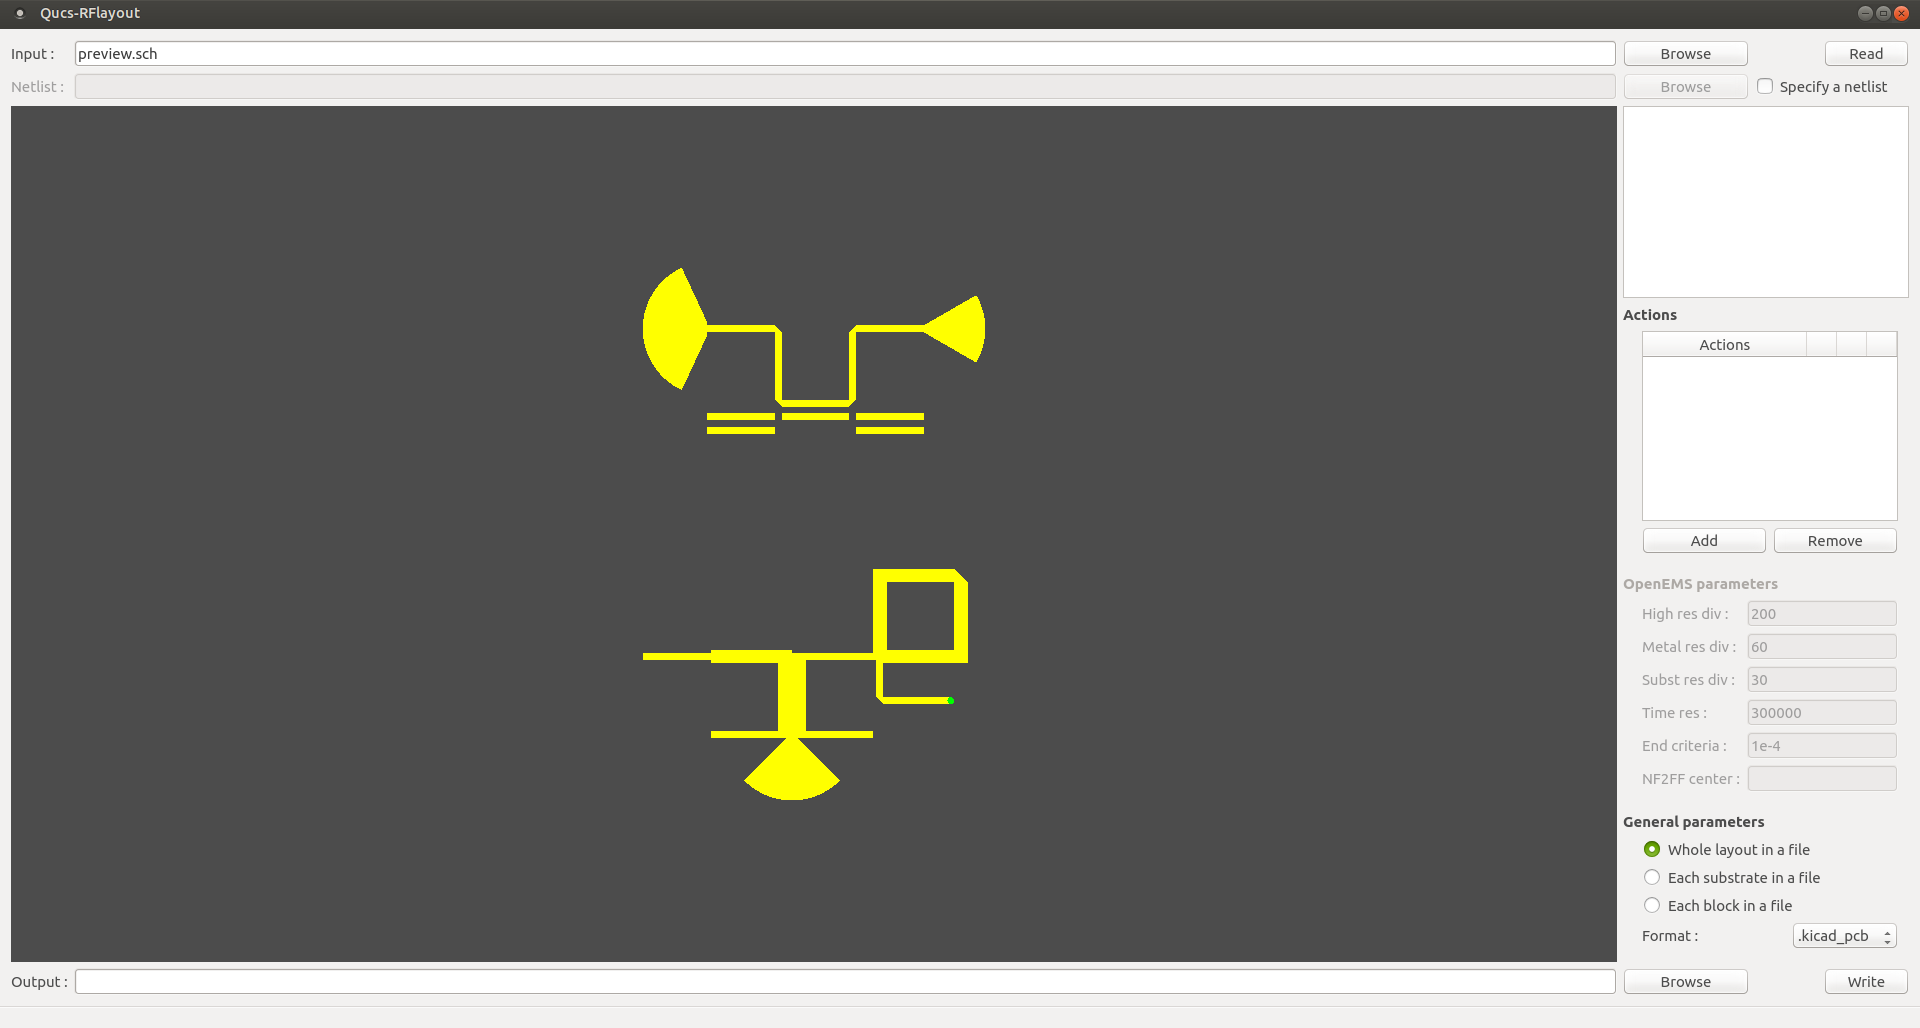 Qucs-RFlayout
Input : preview.sch Browse Read
Netlist : Browse Specify a netlist
Actions
Actions
Add Remove
OpenEMS parameters
High res div : 200
Metal res div : 60
Subst res div : 30
Time res : 300000
End criteria : 1e-4
NF2FF center :
General parameters
Whole layout in a file
Each substrate in a file
Each block in a file
Format : .kicad_pcb
Output : Browse Write